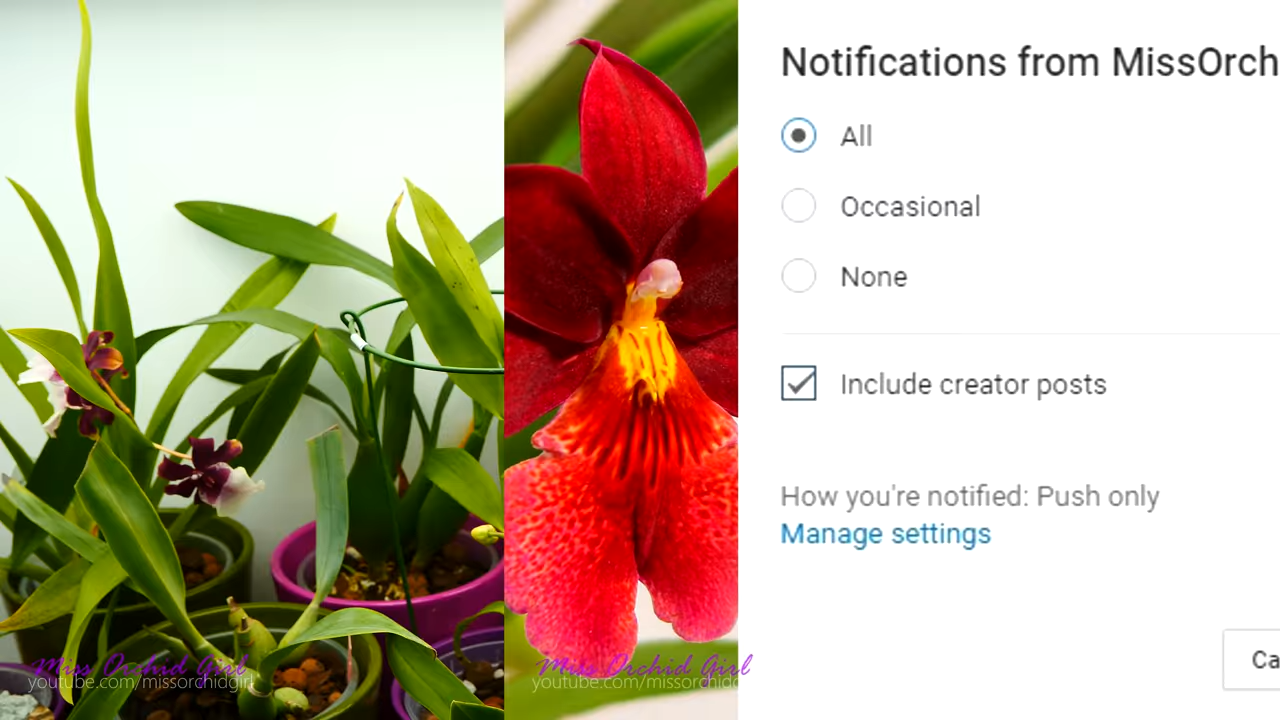 Notifications from MissOrch
All
Occasional
None
Include creator posts
How you're notified: Push only
Manage settings
Ca
Miss Orchid Girl
youtube.com/missorchidgirl
Miss Orchid Girl
youtube.com/missorchidg